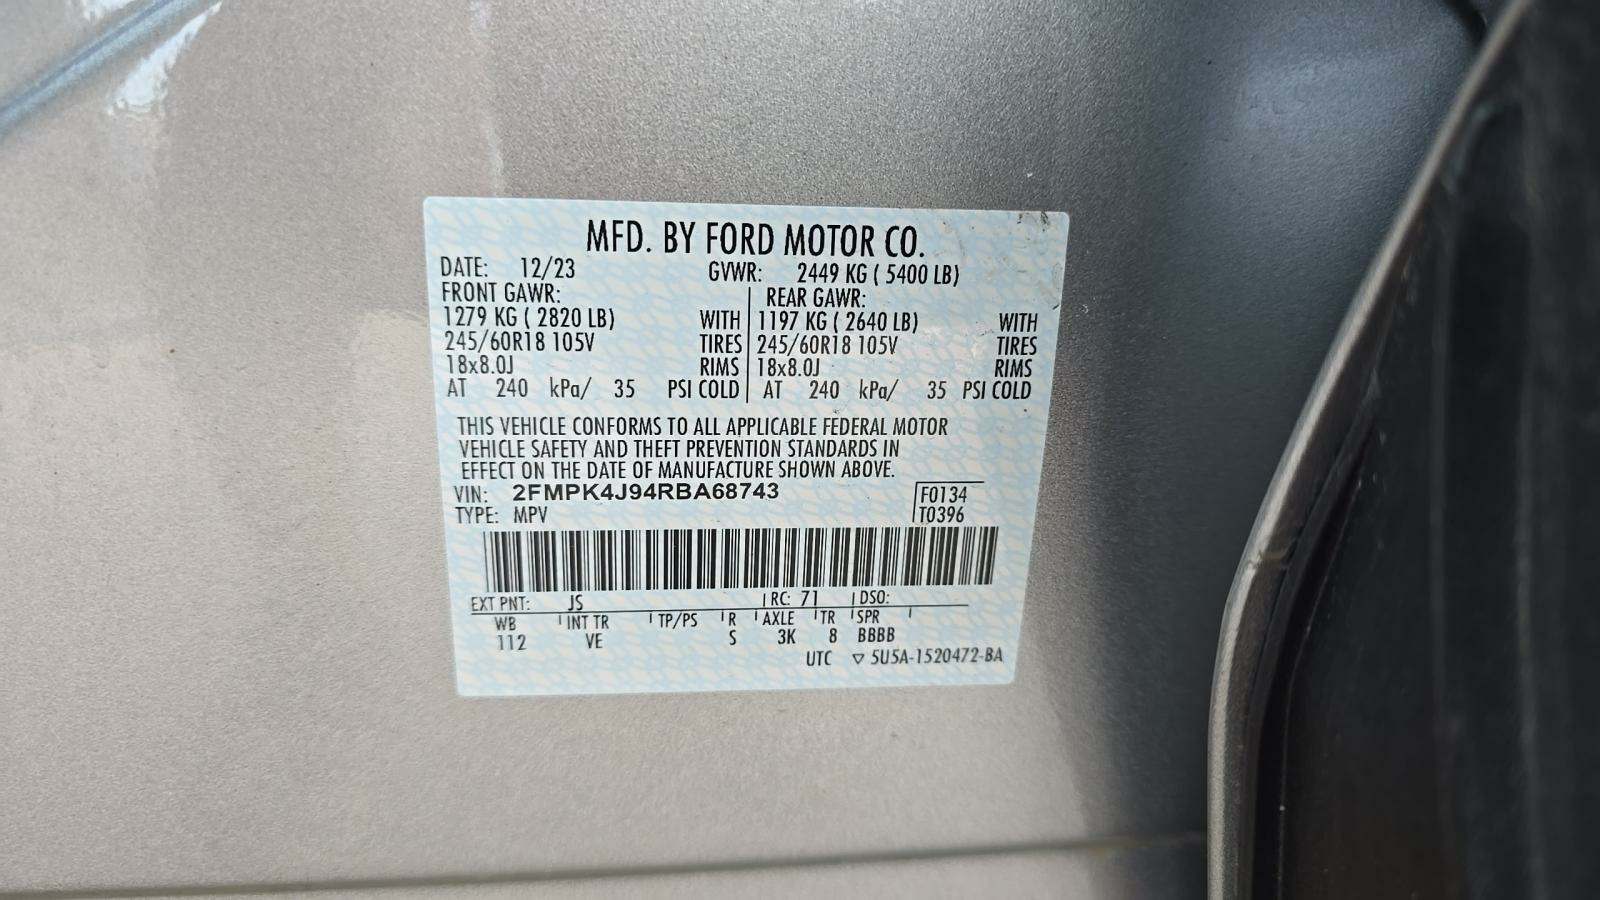 MFD. BY FORD MOTOR CO.
DATE: 12/23 GVWR: 2449 KG ( 5400 LB)
FRONT GAWR: REAR GAWR:
1279 KG ( 2820 LB) WITH 1197 KG ( 2640 LB) WITH
245/60R18 105V TIRES 245/60R18 105V TIRES
18x8.0J RIMS 18x8.0J RIMS
AT 240 kPa/ 35 PSI COLD AT 240 kPa/ 35 PSI COLD
THIS VEHICLE CONFORMS TO ALL APPLICABLE FEDERAL MOTOR
VEHICLE SAFETY AND THEFT PREVENTION STANDARDS IN
EFFECT ON THE DATE OF MANUFACTURE SHOWN ABOVE.
VIN: 2FMPK4J94RBA68743 F0134
TYPE: MPV T0396
EXT PNT: JS RC: 71 DSO:
WB INT TR TP/PS R AXLE TR SPR
112 VE S 3K 8 BBBB
UTC ▽ 5U5A-1520472-BA